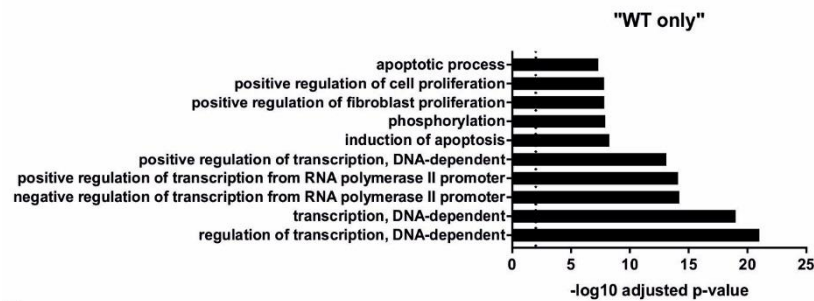 "WT only"
apoptotic process
positive regulation of cell proliferation
positive regulation of fibroblast proliferation
phosphorylation
induction of apoptosis
positive regulation of transcription, DNA-dependent
positive regulation of transcription from RNA polymerase II promoter
negative regulation of transcription from RNA polymerase II promoter
transcription, DNA-dependent
regulation of transcription, DNA-dependent
0 5 10 15 20 25
-log10 adjusted p-value